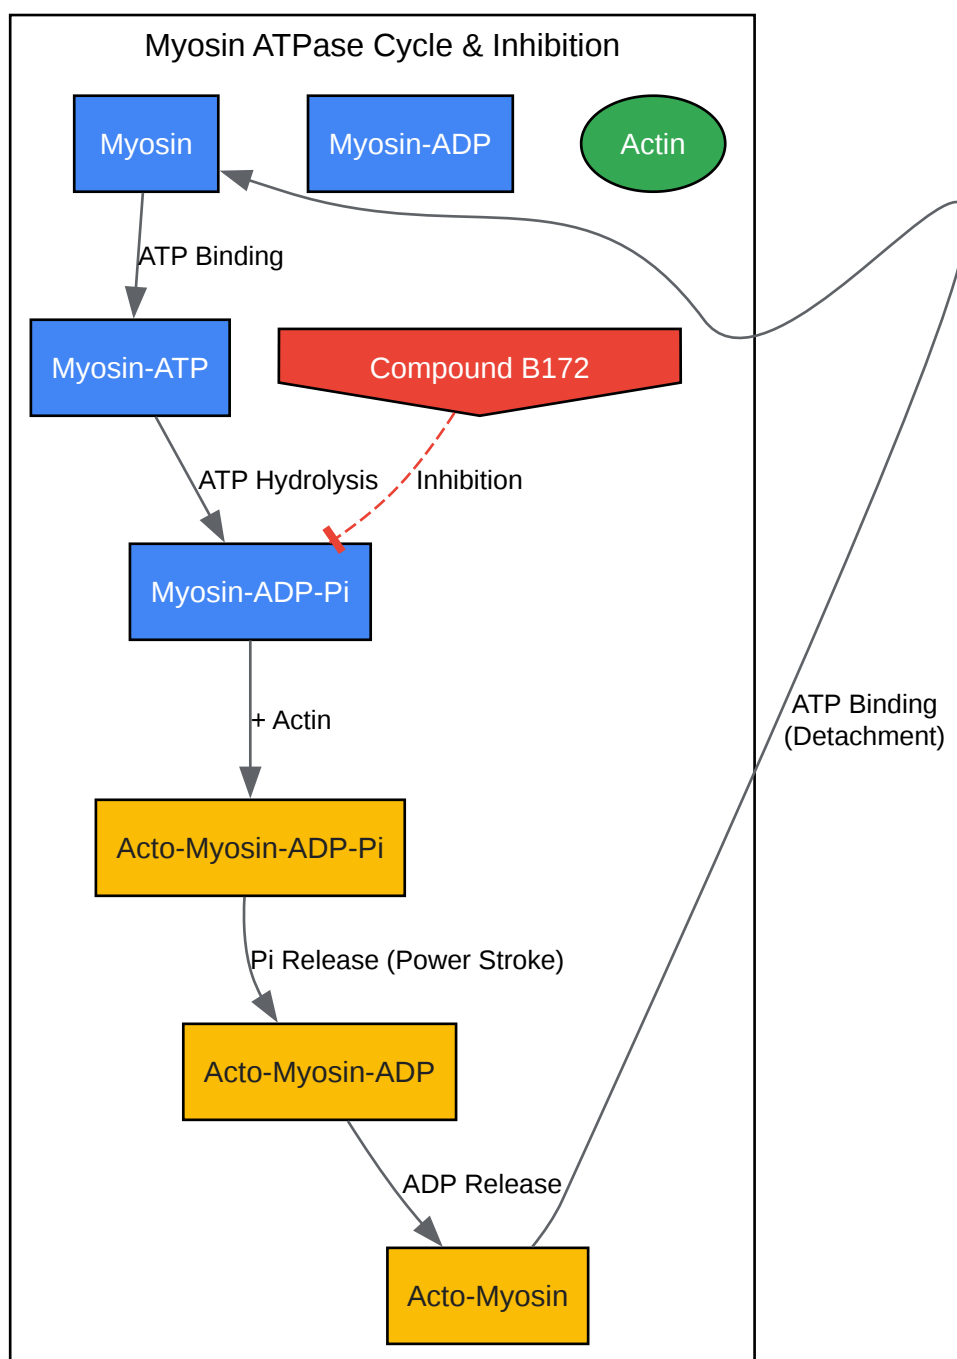 Myosin ATPase Cycle & Inhibition
Myosin
Myosin-ADP
Actin
ATP Binding
Myosin-ATP
Compound B172
ATP Hydrolysis
Inhibition
Myosin-ADP-Pi
ATP Binding
(Detachment)
+ Actin
Acto-Myosin-ADP-Pi
Pi Release (Power Stroke)
Acto-Myosin-ADP
ADP Release
Acto-Myosin